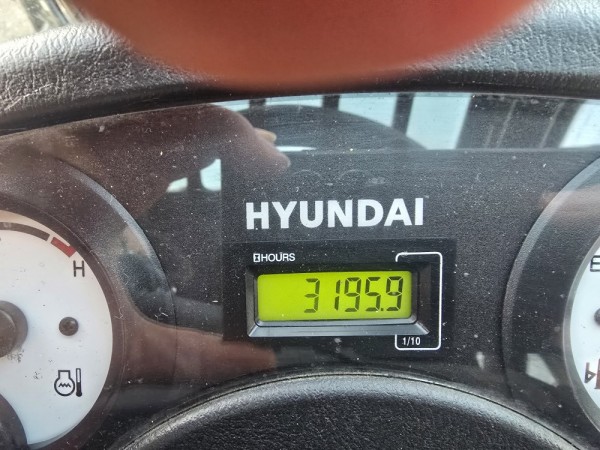 HYUNDAI
HOURS
3195.9
1/10
H
E